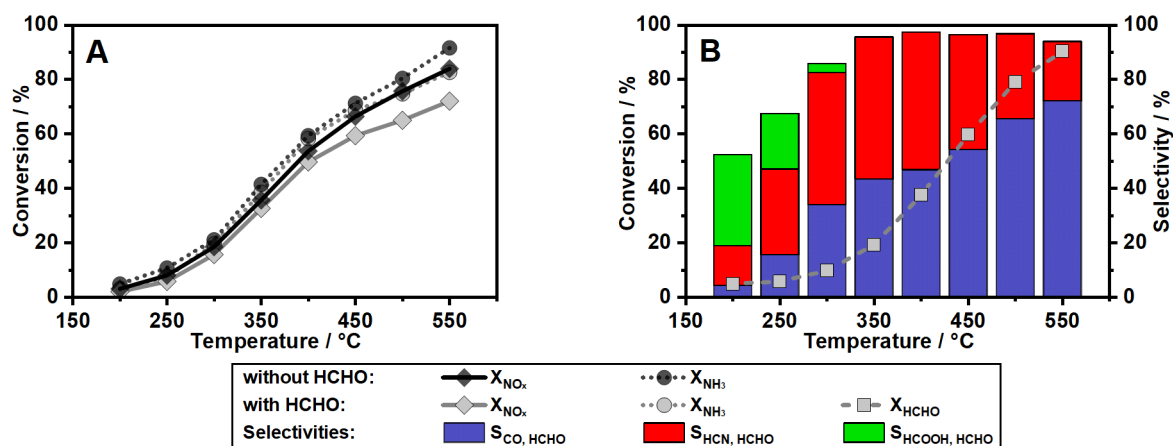 A
B
Conversion / %
100
80
60
40
20
0
150 250 350 450 550
Temperature / °C
Conversion / %
100
80
60
40
20
0
150 250 350 450 550
Temperature / °C
100
80
60
40
20
0
Selectivity / %
without HCHO: X_NOx X_NH3
with HCHO: X_NOx X_NH3 X_HCHO
Selectivities: S_CO, HCHO S_HCN, HCHO S_HCOOH, HCHO